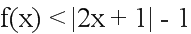 f(x) < |2x + 1| - 1